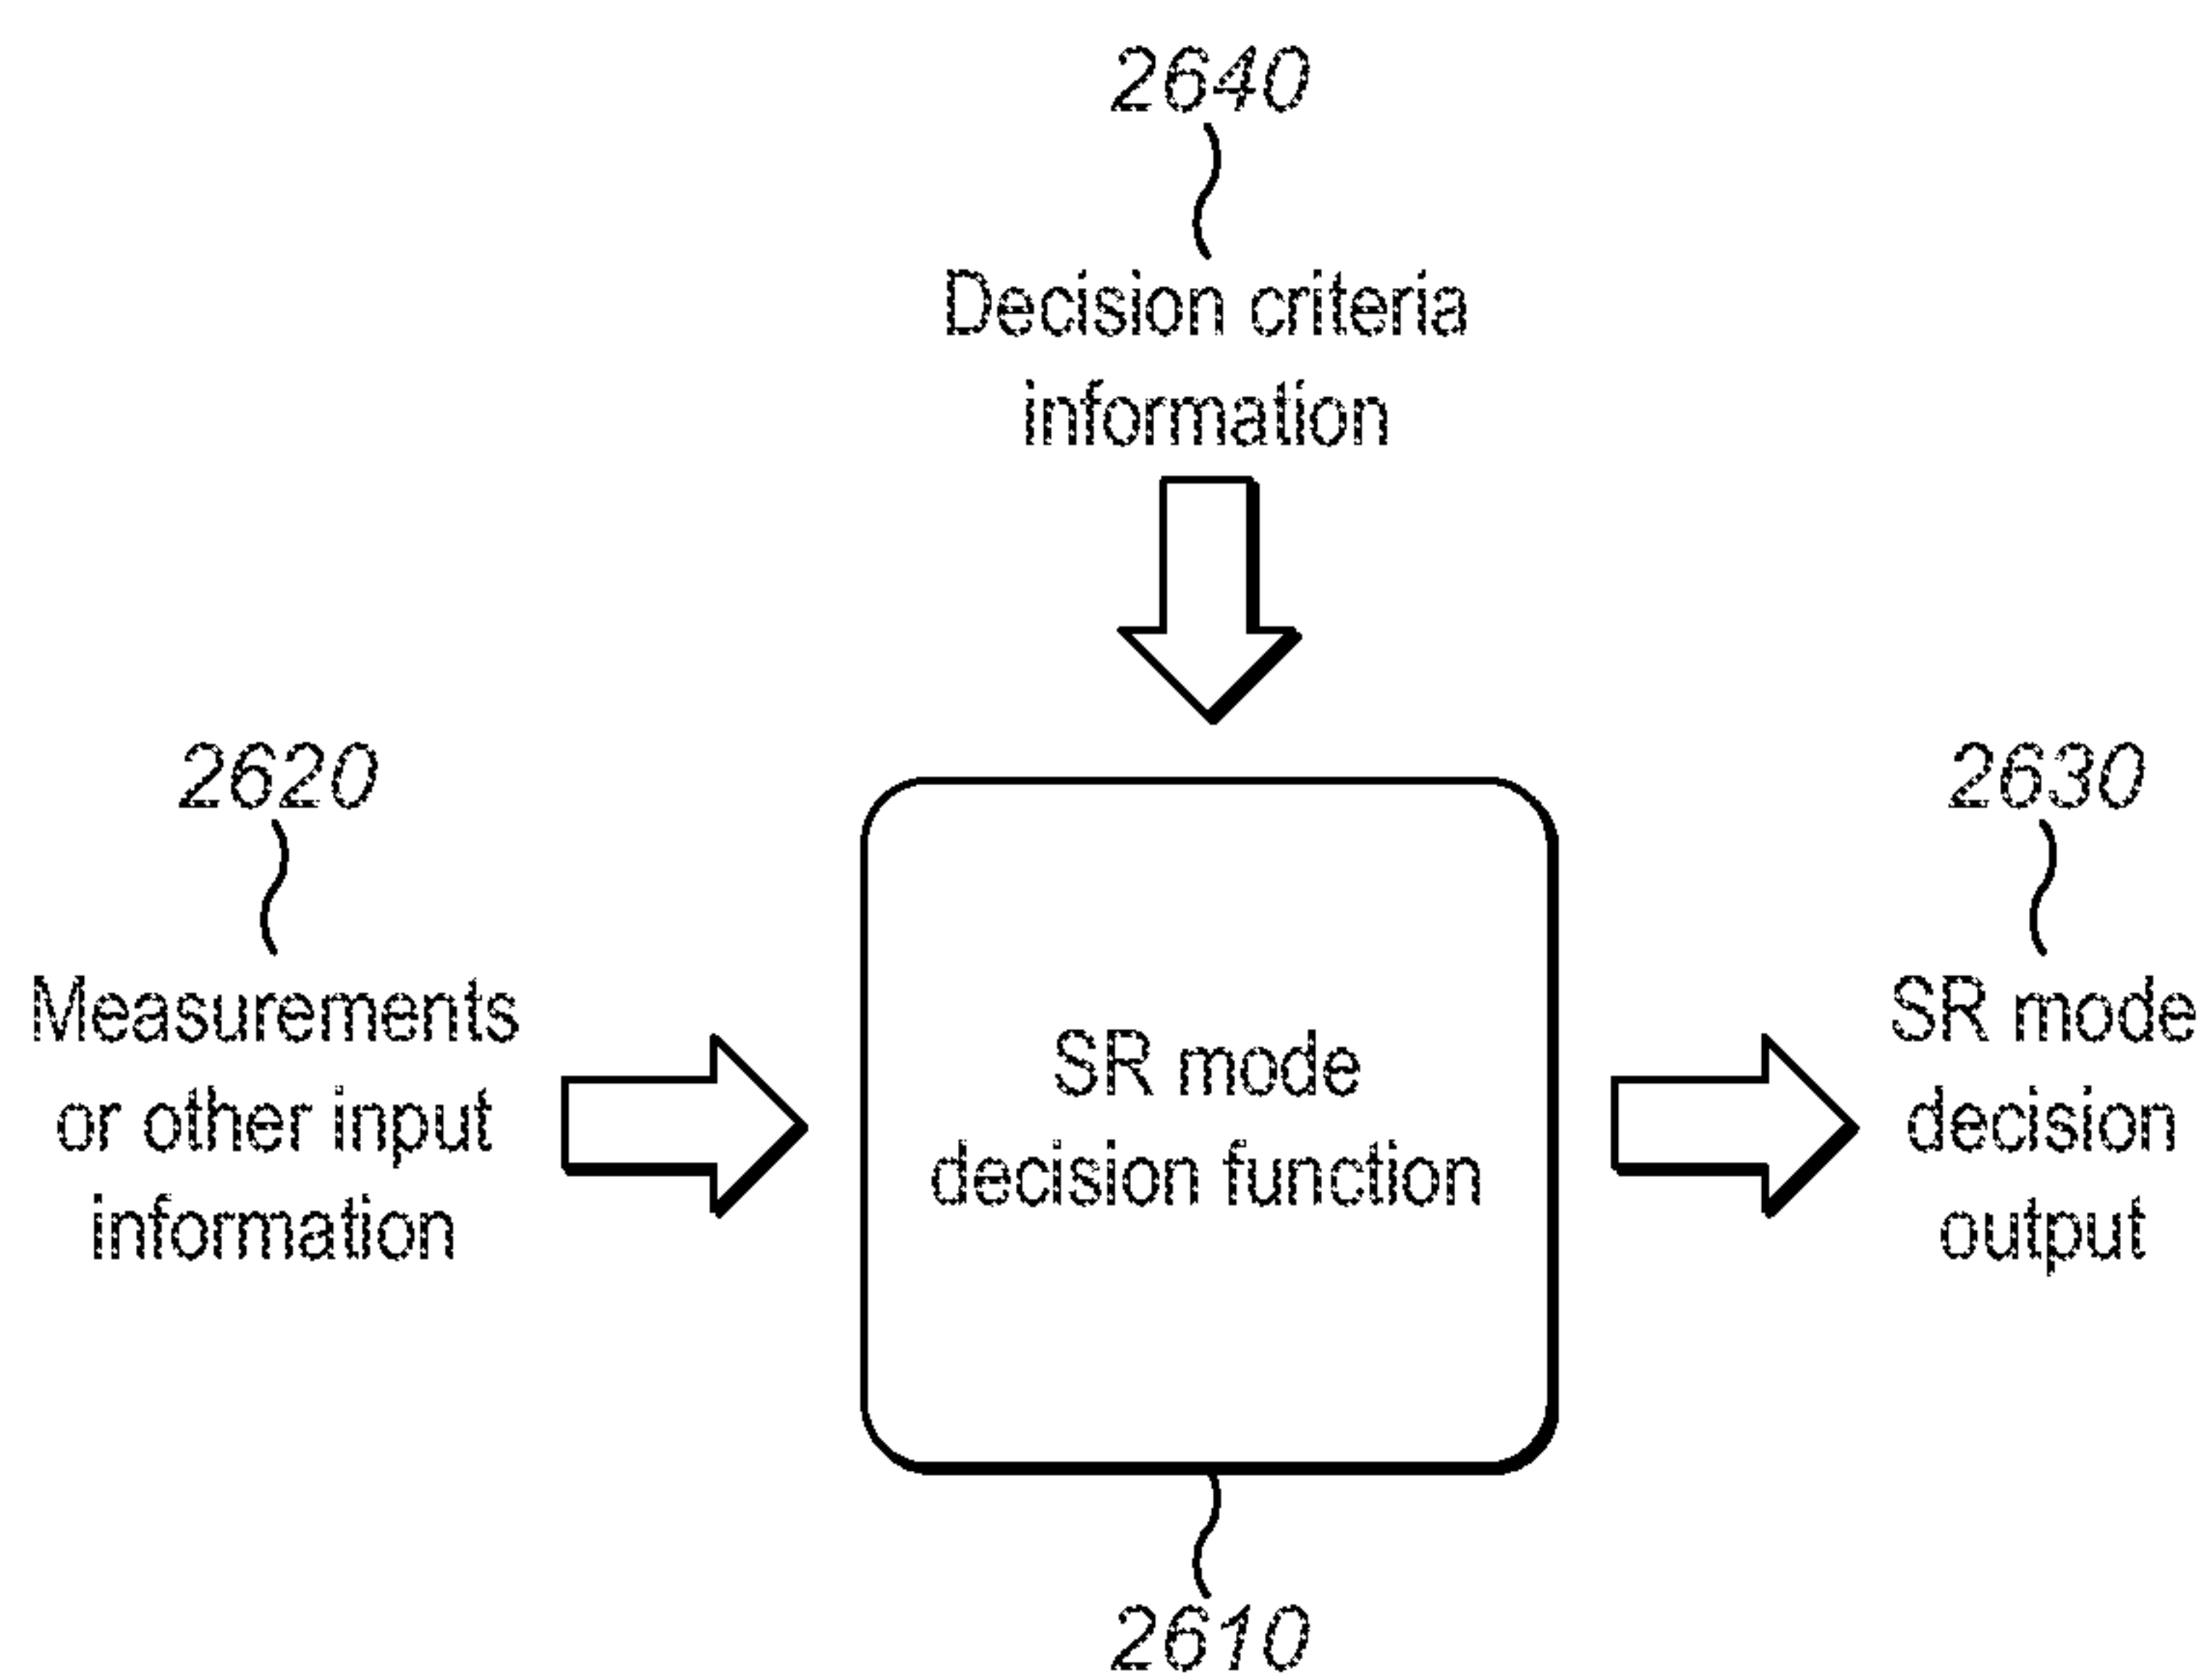 2640
Decision criteria
information
2620
Measurements
or other input
information
SR mode
decision function
2630
SR mode
decision
output
2610